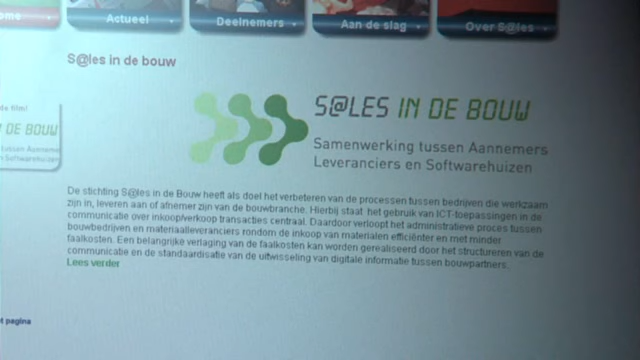 ome
Actueel
Deelnemers
Aan de slag
Over S@les
S@les in de bouw
de film!
DE BOUW
tussen Aannemers
n Softwarehuizen
S@LES IN DE BOUW
Samenwerking tussen Aannemers
Leveranciers en Softwarehuizen
De stichting S@les in de Bouw heeft als doel het verbeteren van de processen tussen bedrijven die werkzaam
zijn in, leveren aan of afnemer zijn van de bouwbranche. Hierbij staat het gebruik van ICT-toepassingen in de
communicatie over inkoop/verkoop transacties centraal. Daardoor verloopt het administratieve proces tussen
bouwbedrijven en materiaalleveranciers rondom de inkoop van materialen efficiënter en met minder
faalkosten. Een belangrijke verlaging van de faalkosten kan worden gerealiseerd door het structureren van de
communicatie en de standaardisatie van de uitwisseling van digitale informatie tussen bouwpartners.
Lees verder
t pagina